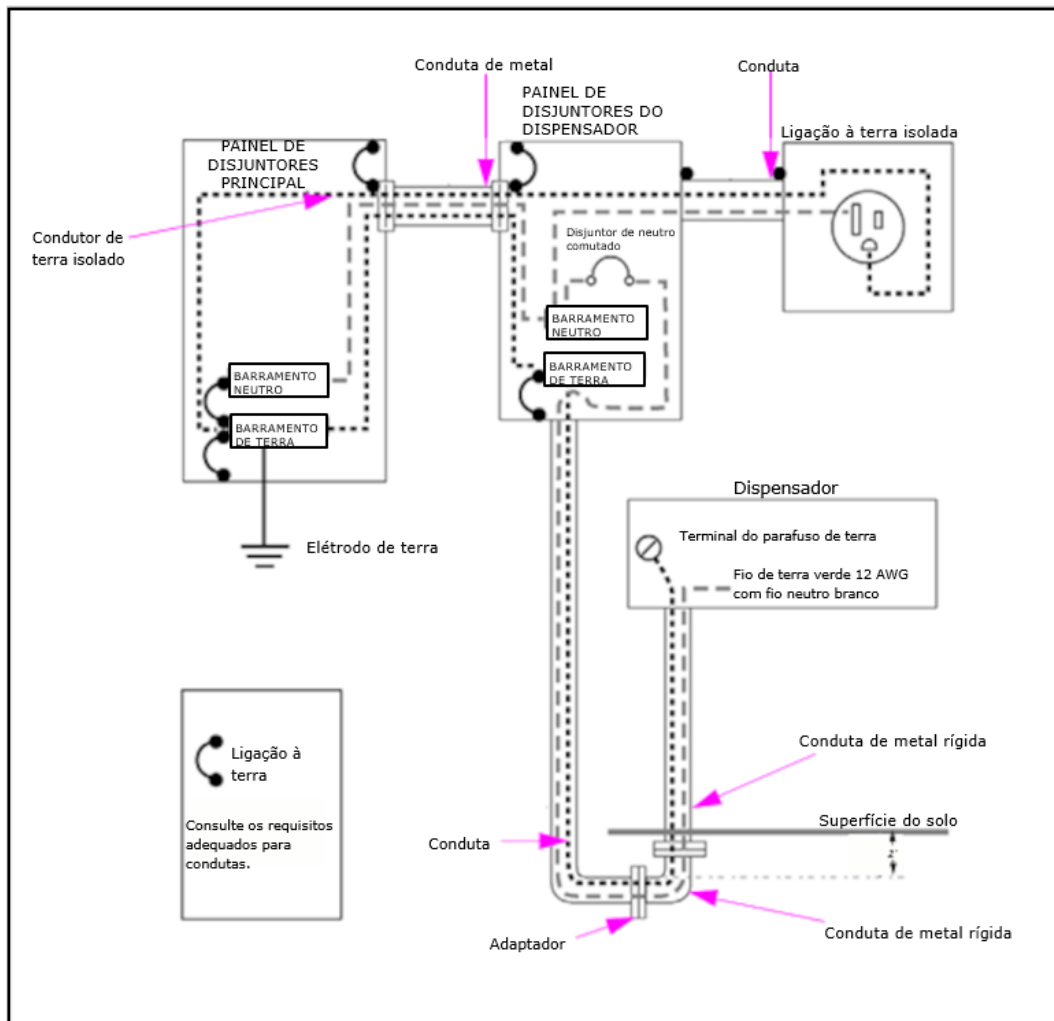 Conduta de metal
Conduta
PAINEL DE
DISJUNTORES DO
DISPENSADOR
Ligação à terra isolada
PAINEL DE
DISJUNTORES
PRINCIPAL
Condutor de
terra isolado
Disjuntor de neutro
comutado
BARRAMENTO
NEUTRO
BARRAMENTO
DE TERRA
BARRAMENTO
NEUTRO
BARRAMENTO
DE TERRA
Elétrodo de terra
Dispensador
Terminal do parafuso de terra
Fio de terra verde 12 AWG
com fio neutro branco
Ligação à
terra
Consulte os requisitos
adequados para
condutas.
Conduta de metal rígida
Superfície do solo
Conduta
Adaptador
Conduta de metal rígida